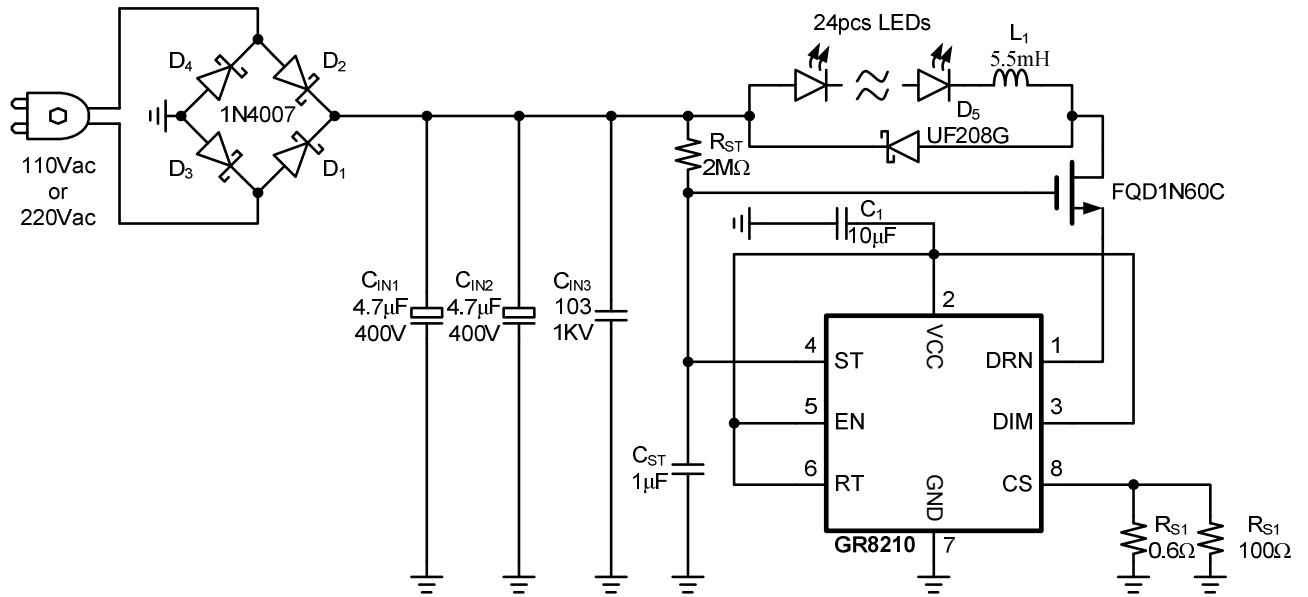 24pcs LEDs
L1
5.5mH
D4
D2
1N4007
D3
D1
110Vac
or
220Vac
D5
UF208G
RST
2MΩ
FQD1N60C
C1
10µF
CIN1
4.7µF
400V
CIN2
4.7µF
400V
CIN3
103
1KV
2
VCC
4
ST
DRN
1
5
EN
DIM
3
6
RT
CS
8
GND
7
GR8210
CST
1µF
RS1
0.6Ω
RS1
100Ω